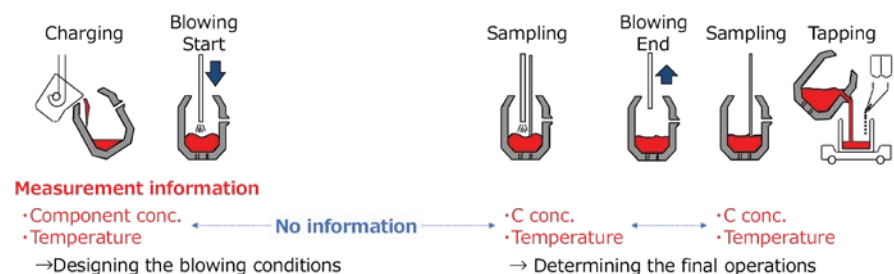 Charging
Blowing
Start
Sampling
Blowing
End
Sampling
Tapping
Measurement information
・Component conc.
・Temperature
No information
・C conc.
・Temperature
・C conc.
・Temperature
→Designing the blowing conditions
→ Determining the final operations